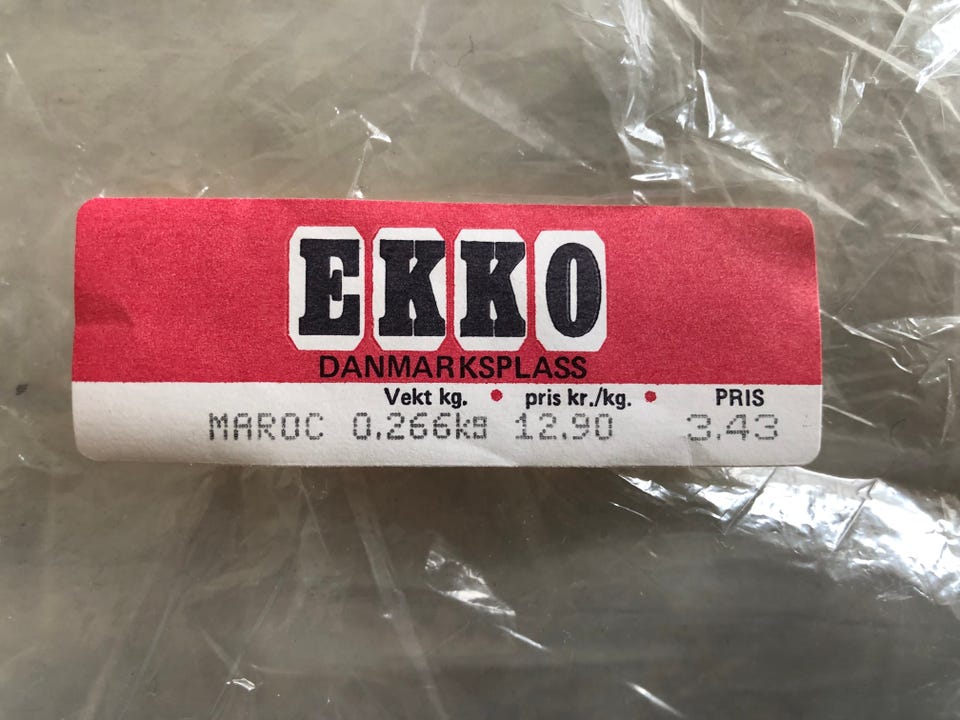 EKKO
DANMARKSPLASS
Vekt kg. • pris kr./kg. • PRIS
MAROC 0.266kg 12.90 3.43